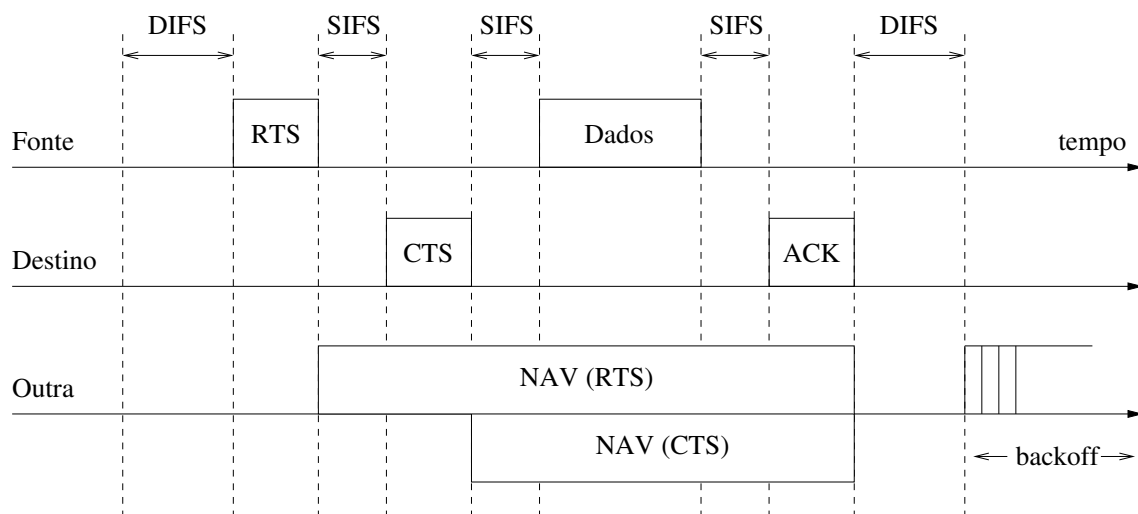 DIFS SIFS SIFS SIFS DIFS
Fonte RTS Dados tempo
Destino CTS ACK
NAV (RTS)
Outra
NAV (CTS)
backoff